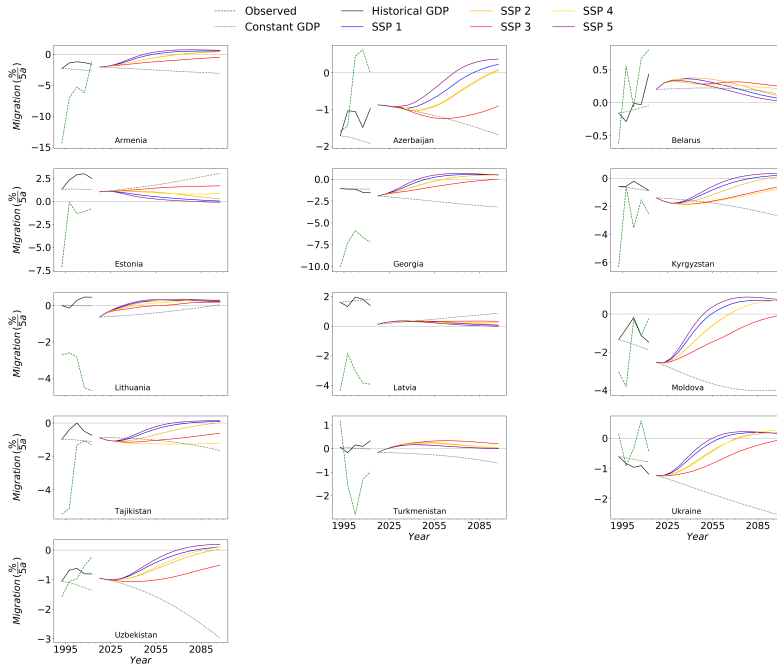 Observed Historical GDP SSP 2 SSP 4
Constant GDP SSP 1 SSP 3 SSP 5
Migration (%/5a)
0
−5
−10
−15
Armenia
0
−1
−2
Azerbaijan
0.5
0.0
−0.5
Belarus
Migration (%/5a)
2.5
0.0
−2.5
−5.0
−7.5
Estonia
0.0
−2.5
−5.0
−7.5
−10.0
Georgia
0
−2
−4
−6
Kyrgyzstan
Migration (%/5a)
0
−2
−4
Lithuania
2
0
−2
−4
Latvia
0
−2
−4
Moldova
Migration (%/5a)
0
−2
−4
Tajikistan
1
0
−1
−2
Turkmenistan
1995 2025 2055 2085
Year
0
−1
−2
Ukraine
1995 2025 2055 2085
Year
Migration (%/5a)
0
−1
−2
−3
Uzbekistan
1995 2025 2055 2085
Year